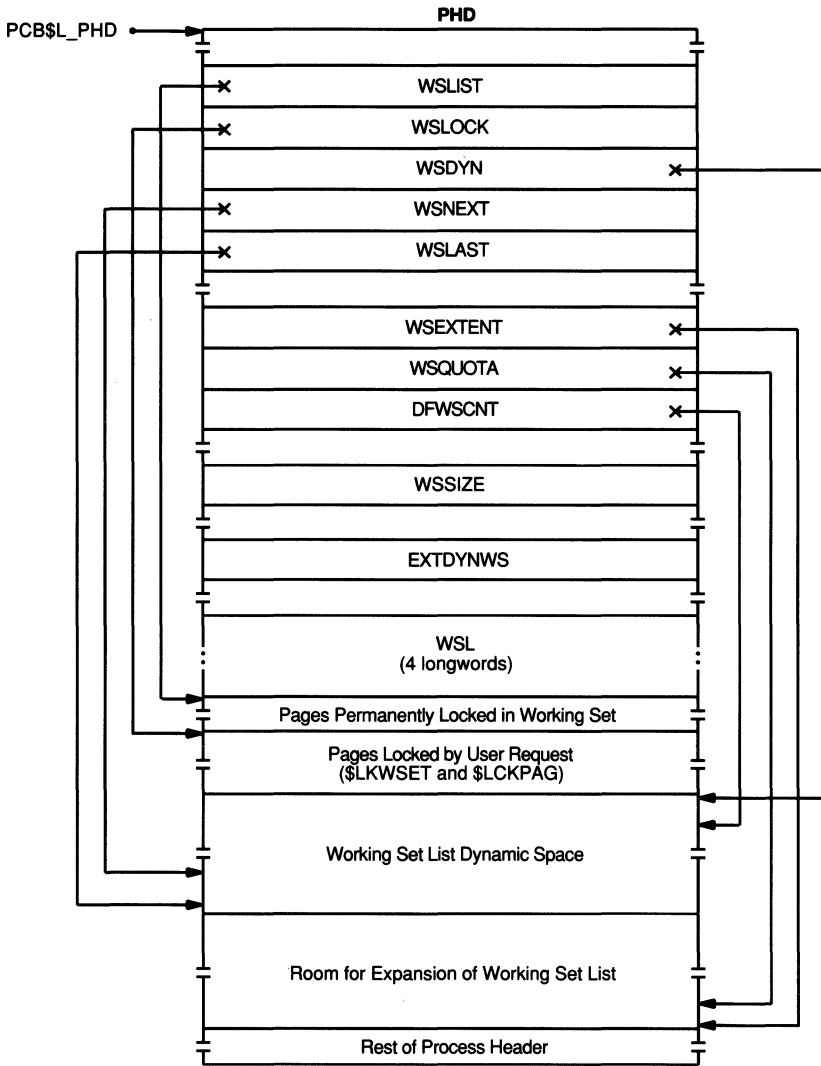 PHD
PCB$L_PHD
WSLIST
WSLOCK
WSDYN
WSNEXT
WSLAST
WSEXTENT
WSQUOTA
DFWSCNT
WSSIZE
EXTDYNWS
WSL
(4 longwords)
Pages Permanently Locked in Working Set
Pages Locked by User Request
($LKWSET and $LCKPAG)
Working Set List Dynamic Space
Room for Expansion of Working Set List
Rest of Process Header